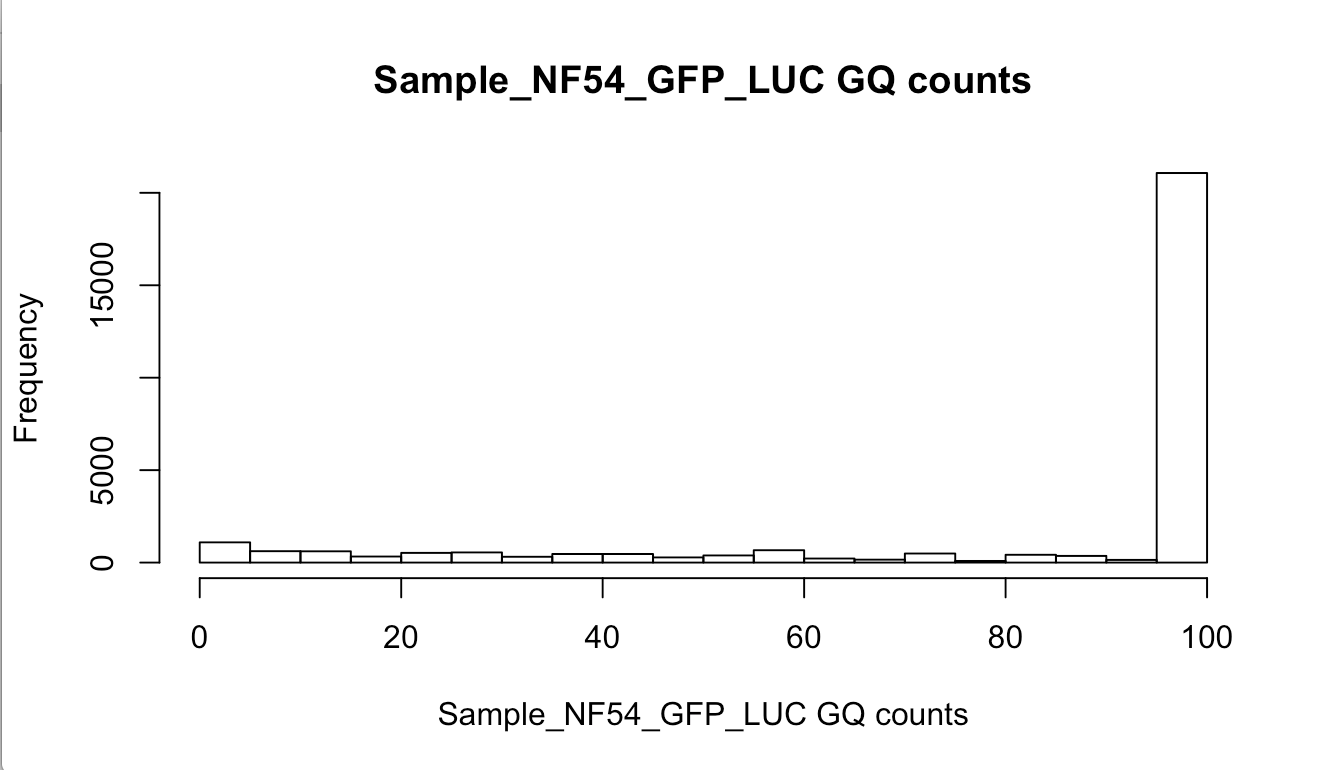 Sample_NF54_GFP_LUC GQ counts
Frequency
15000
5000
0
0 20 40 60 80 100
Sample_NF54_GFP_LUC GQ counts